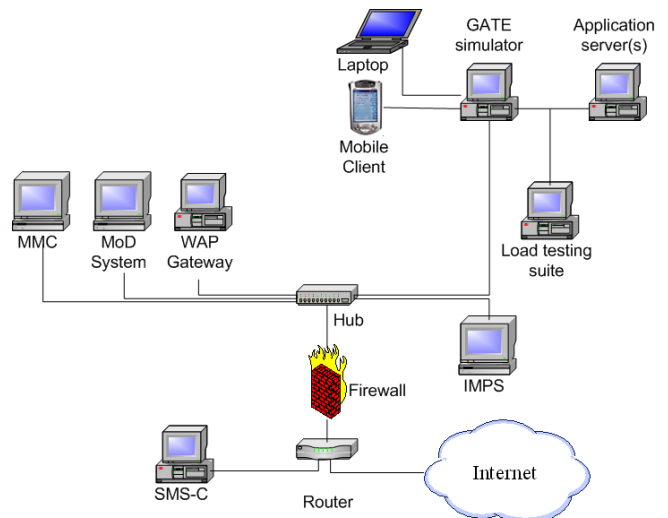 GATE
simulator
Application
server(s)
Laptop
Mobile
Client
MMC
MoD
System
WAP
Gateway
Load testing
suite
Hub
IMPS
Firewall
SMS-C
Router
Internet